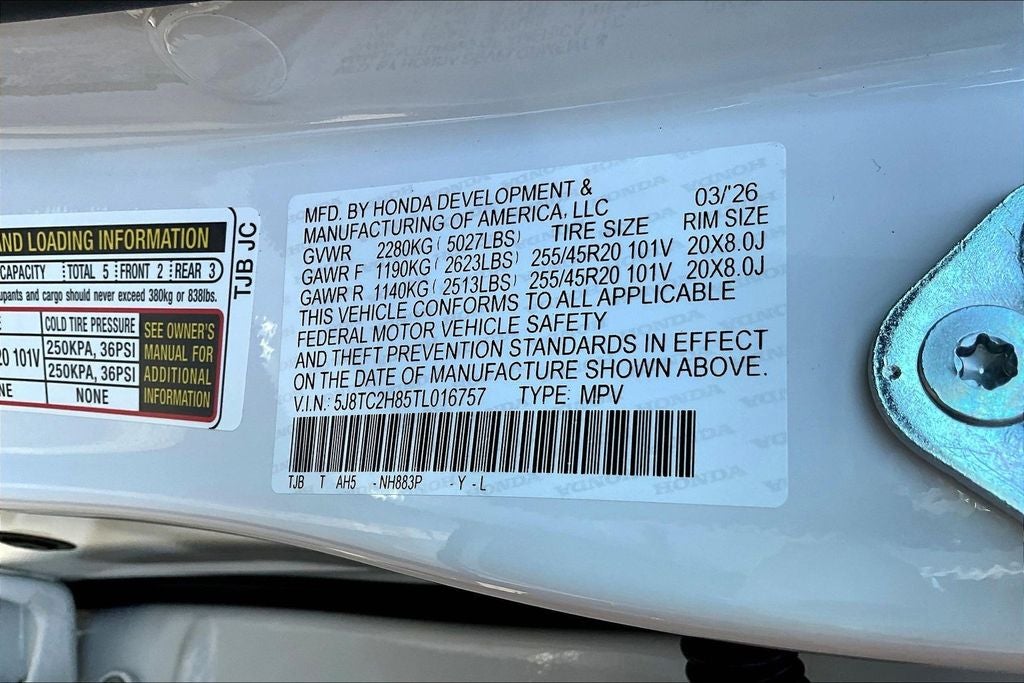 AND LOADING INFORMATION
CAPACITY TOTAL 5 FRONT 2 REAR 3
upants and cargo should never exceed 380kg or 838lbs.
COLD TIRE PRESSURE
20 101V 250KPA, 36PSI
250KPA, 36PSI
NE NONE
SEE OWNER'S
MANUAL FOR
ADDITIONAL
INFORMATION
TJB JC
MFD. BY HONDA DEVELOPMENT & 03/'26
MANUFACTURING OF AMERICA, LLC
GVWR 2280KG ( 5027LBS) TIRE SIZE RIM SIZE
GAWR F 1190KG ( 2623LBS) 255/45R20 101V 20X8.0J
GAWR R 1140KG ( 2513LBS) 255/45R20 101V 20X8.0J
THIS VEHICLE CONFORMS TO ALL APPLICABLE
FEDERAL MOTOR VEHICLE SAFETY
AND THEFT PREVENTION STANDARDS IN EFFECT
ON THE DATE OF MANUFACTURE SHOWN ABOVE.
V.I.N.: 5J8TC2H85TL016757 TYPE: MPV
TJB T AH5 -NH883P -Y -L